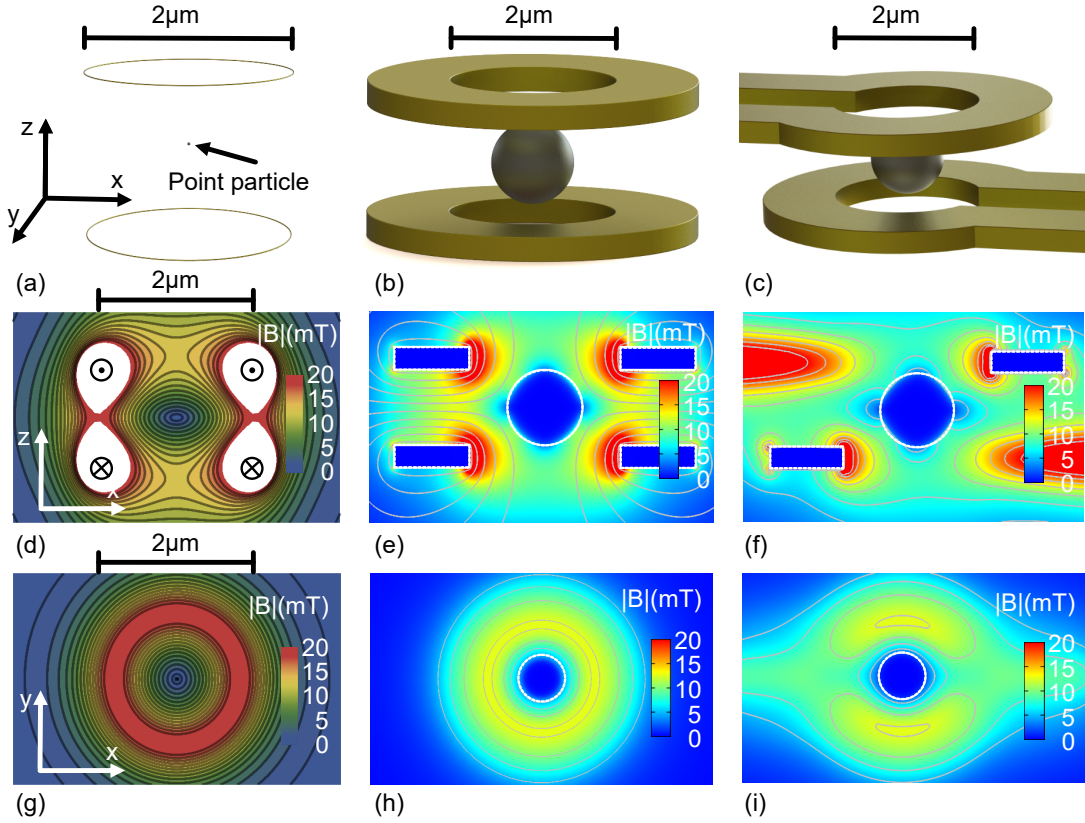 2μm
2μm
2μm
z
x
y
Point particle
(a)
(b)
(c)
2μm
|B|(mT)
20
15
10
5
0
z
x
(d)
|B|(mT)
20
15
10
5
0
(e)
|B|(mT)
20
15
10
5
0
(f)
2μm
|B|(mT)
20
15
10
5
0
y
x
(g)
|B|(mT)
20
15
10
5
0
(h)
|B|(mT)
20
15
10
5
0
(i)